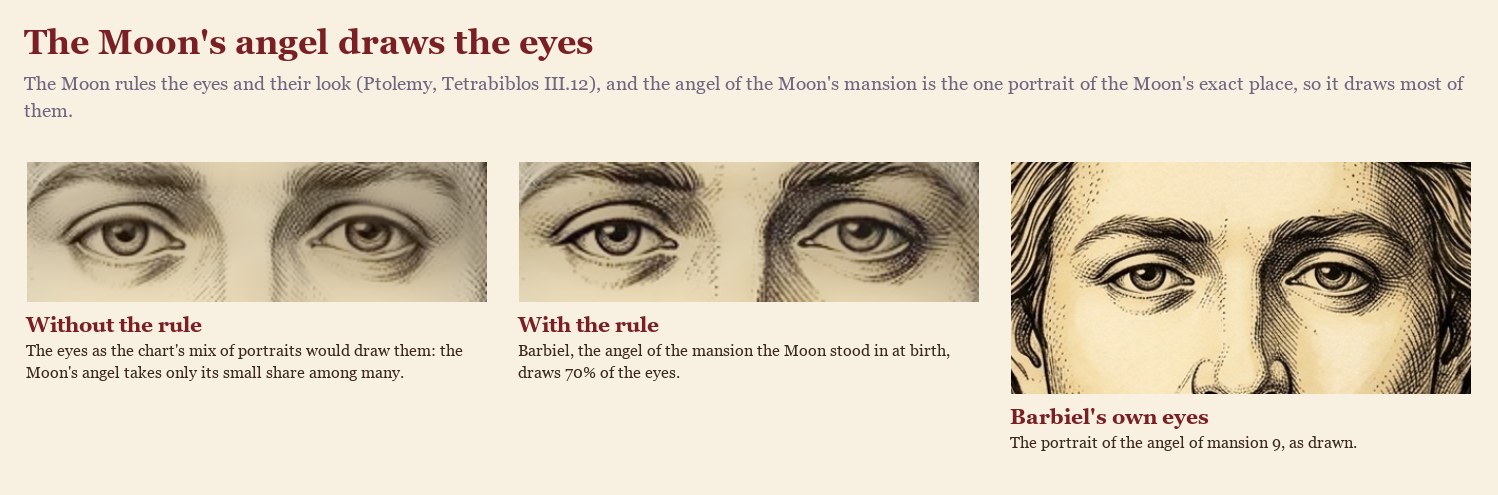 The Moon's angel draws the eyes
The Moon rules the eyes and their look (Ptolemy, Tetrabiblos III.12), and the angel of the Moon's mansion is the one portrait of the Moon's exact place, so it draws most of
them.
Without the rule
The eyes as the chart's mix of portraits would draw them: the
Moon's angel takes only its small share among many.
With the rule
Barbiel, the angel of the mansion the Moon stood in at birth,
draws 70% of the eyes.
Barbiel's own eyes
The portrait of the angel of mansion 9, as drawn.